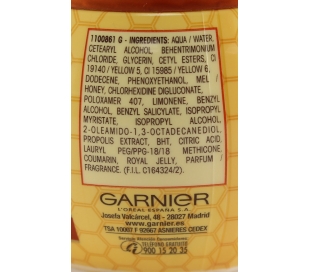 1100861 G - INGREDIENTS: AQUA / WATER,
CETEARYL ALCOHOL, BEHENTRIMONIUM
CHLORIDE, GLYCERIN, CETYL ESTERS, CI
19140 / YELLOW 5, CI 15985 / YELLOW 6,
DODECENE, PHENOXYETHANOL, MEL /
HONEY, CHLORHEXIDINE DIGLUCONATE,
POLOXAMER 407, LIMONENE, BENZYL
ALCOHOL, BENZYL SALICYLATE, ISOPROPYL
MYRISTATE, ISOPROPYL ALCOHOL,
2-OLEAMIDO-1,3-OCTADECANEDIOL,
PROPOLIS EXTRACT, BHT, CITRIC ACID,
LAURYL PEG/PPG-18/18 METHICONE,
COUMARIN, ROYAL JELLY, PARFUM /
FRAGRANCE. (F.I.L. C164324/2).
GARNIER
L'ORÉAL ESPAÑA S.A.
Josefa Valcárcel, 48 - 28027 Madrid
www.garnier.es
TSA 10007 F 92667 ASNIERES CEDEX
900 15 20 35